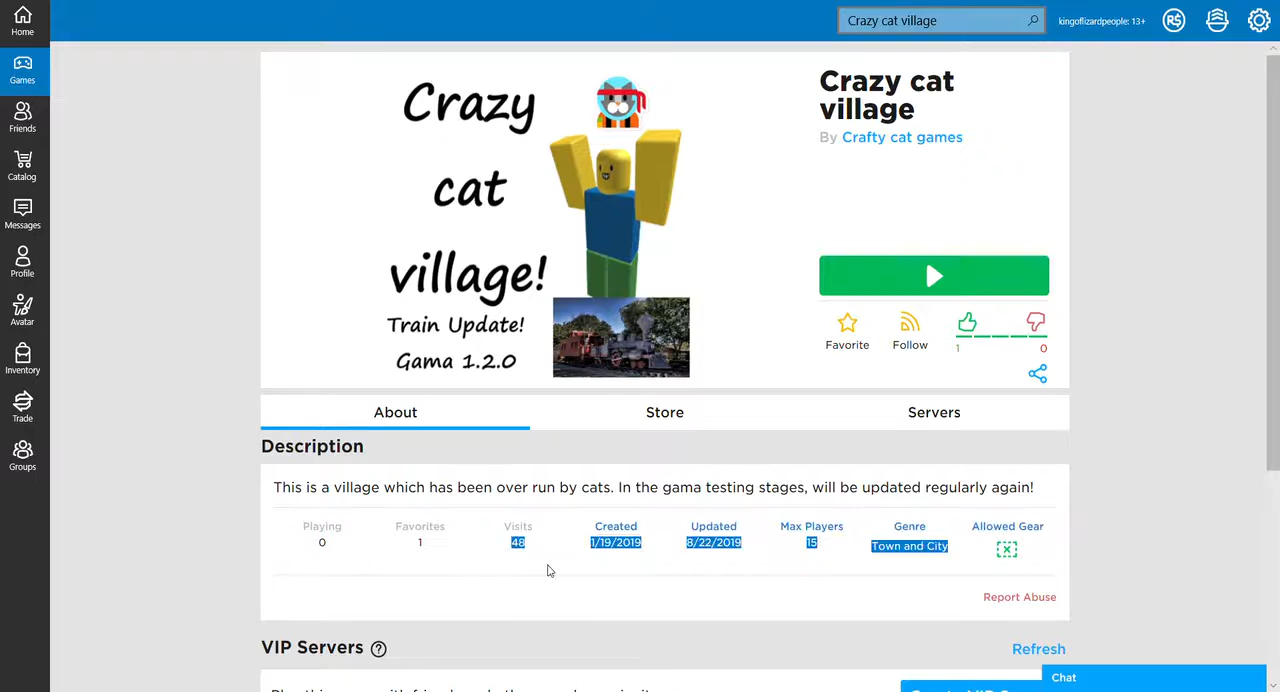 Home
Games
Friends
Catalog
Messages
Profile
Avatar
Inventory
Trade
Groups
Crazy cat village
kingoflizardpeople: 13+
R$
Crazy
cat
village!
Train Update!
Gama 1.2.0
Crazy cat
village
By Crafty cat games
Favorite
Follow
1
0
About
Store
Servers
Description
This is a village which has been over run by cats. In the gama testing stages, will be updated regularly again!
Playing Favorites Visits Created Updated Max Players Genre Allowed Gear
0 1 48 1/19/2019 8/22/2019 15 Town and City
Report Abuse
VIP Servers ?
Refresh
Chat